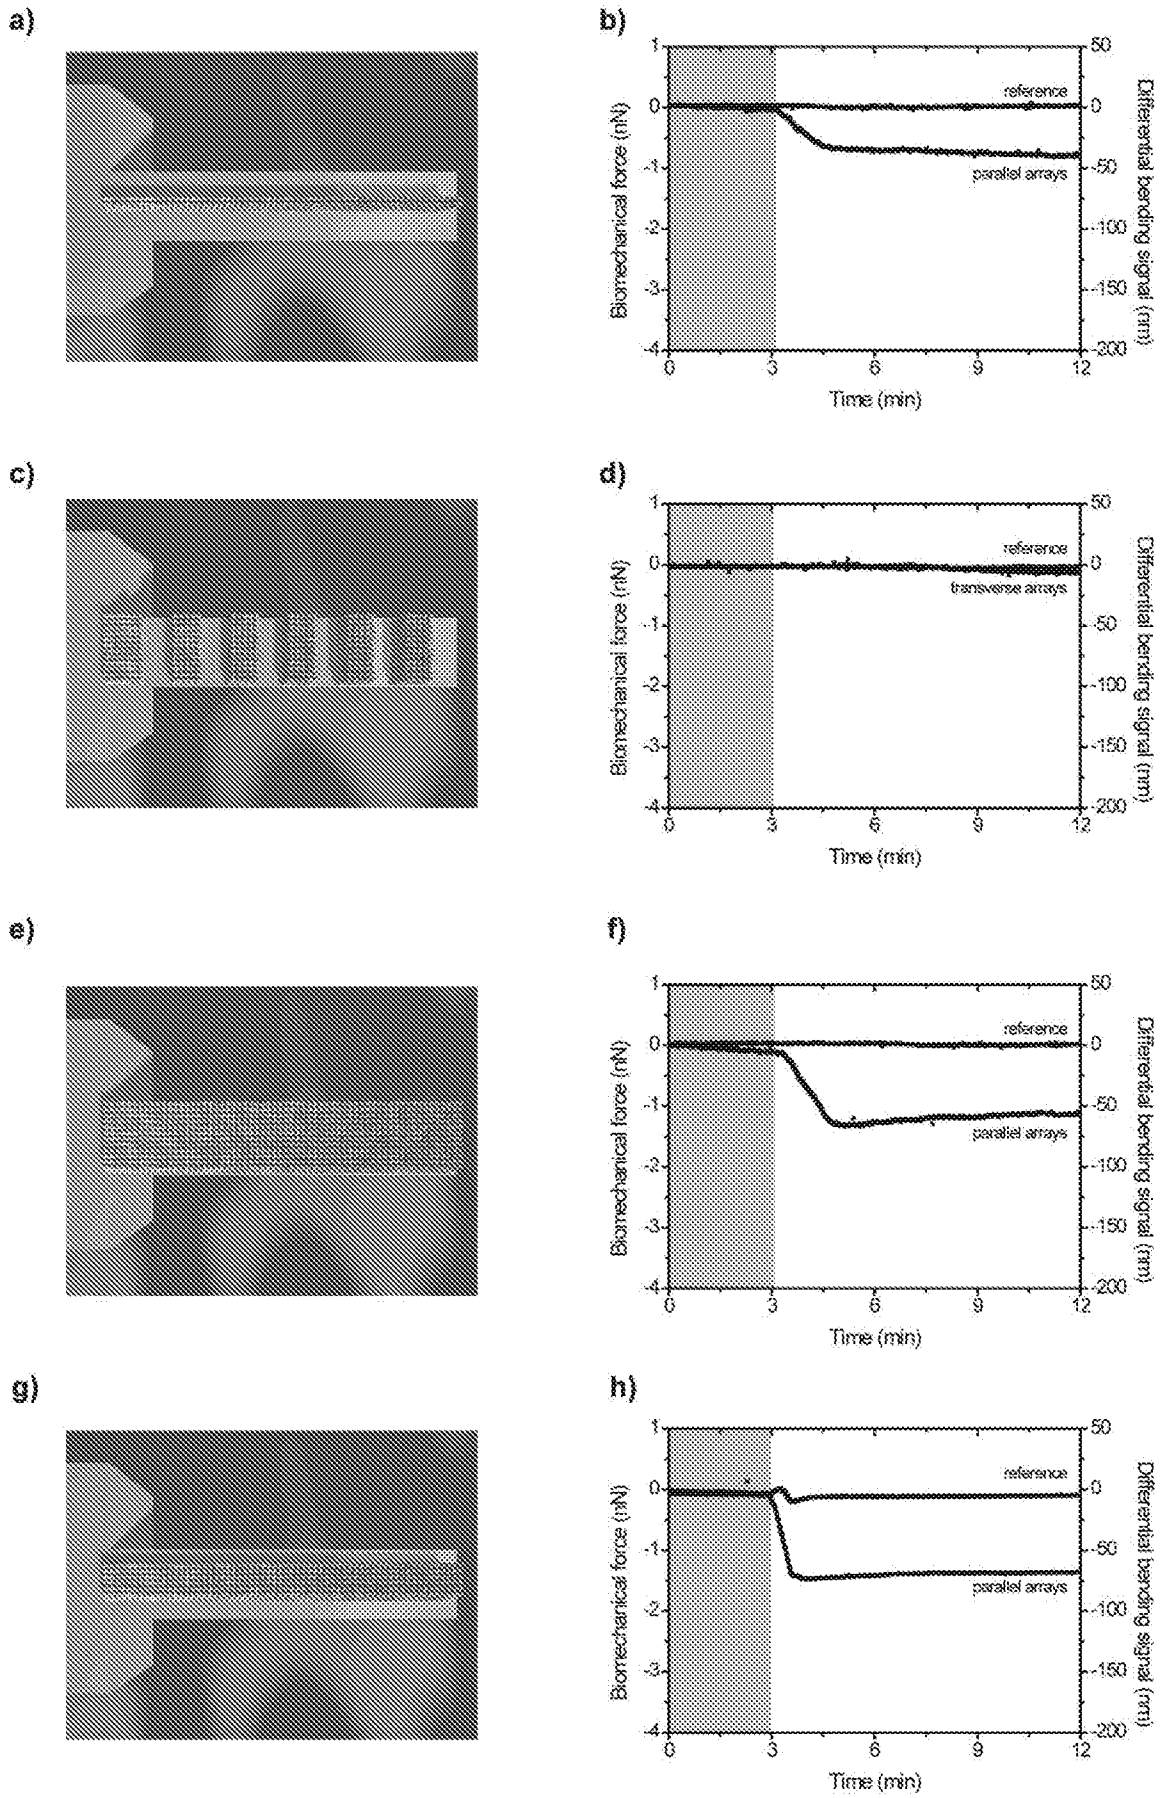 a)
b)
1
0
-1
-2
-3
-4
50
0
-50
-100
-150
-200
0
3
6
9
12
Biomechanical force (nN)
Differential bending signal (nm)
reference
parallel arrays
Time (min)
c)
d)
1
0
-1
-2
-3
-4
50
0
-50
-100
-150
-200
0
3
6
9
12
Biomechanical force (nN)
Differential bending signal (nm)
reference
transverse arrays
Time (min)
e)
f)
1
0
-1
-2
-3
-4
50
0
-50
-100
-150
-200
0
3
6
9
12
Biomechanical force (nN)
Differential bending signal (nm)
reference
parallel arrays
Time (min)
g)
h)
1
0
-1
-2
-3
-4
50
0
-50
-100
-150
-200
0
3
6
9
12
Biomechanical force (nN)
Differential bending signal (nm)
reference
parallel arrays
Time (min)